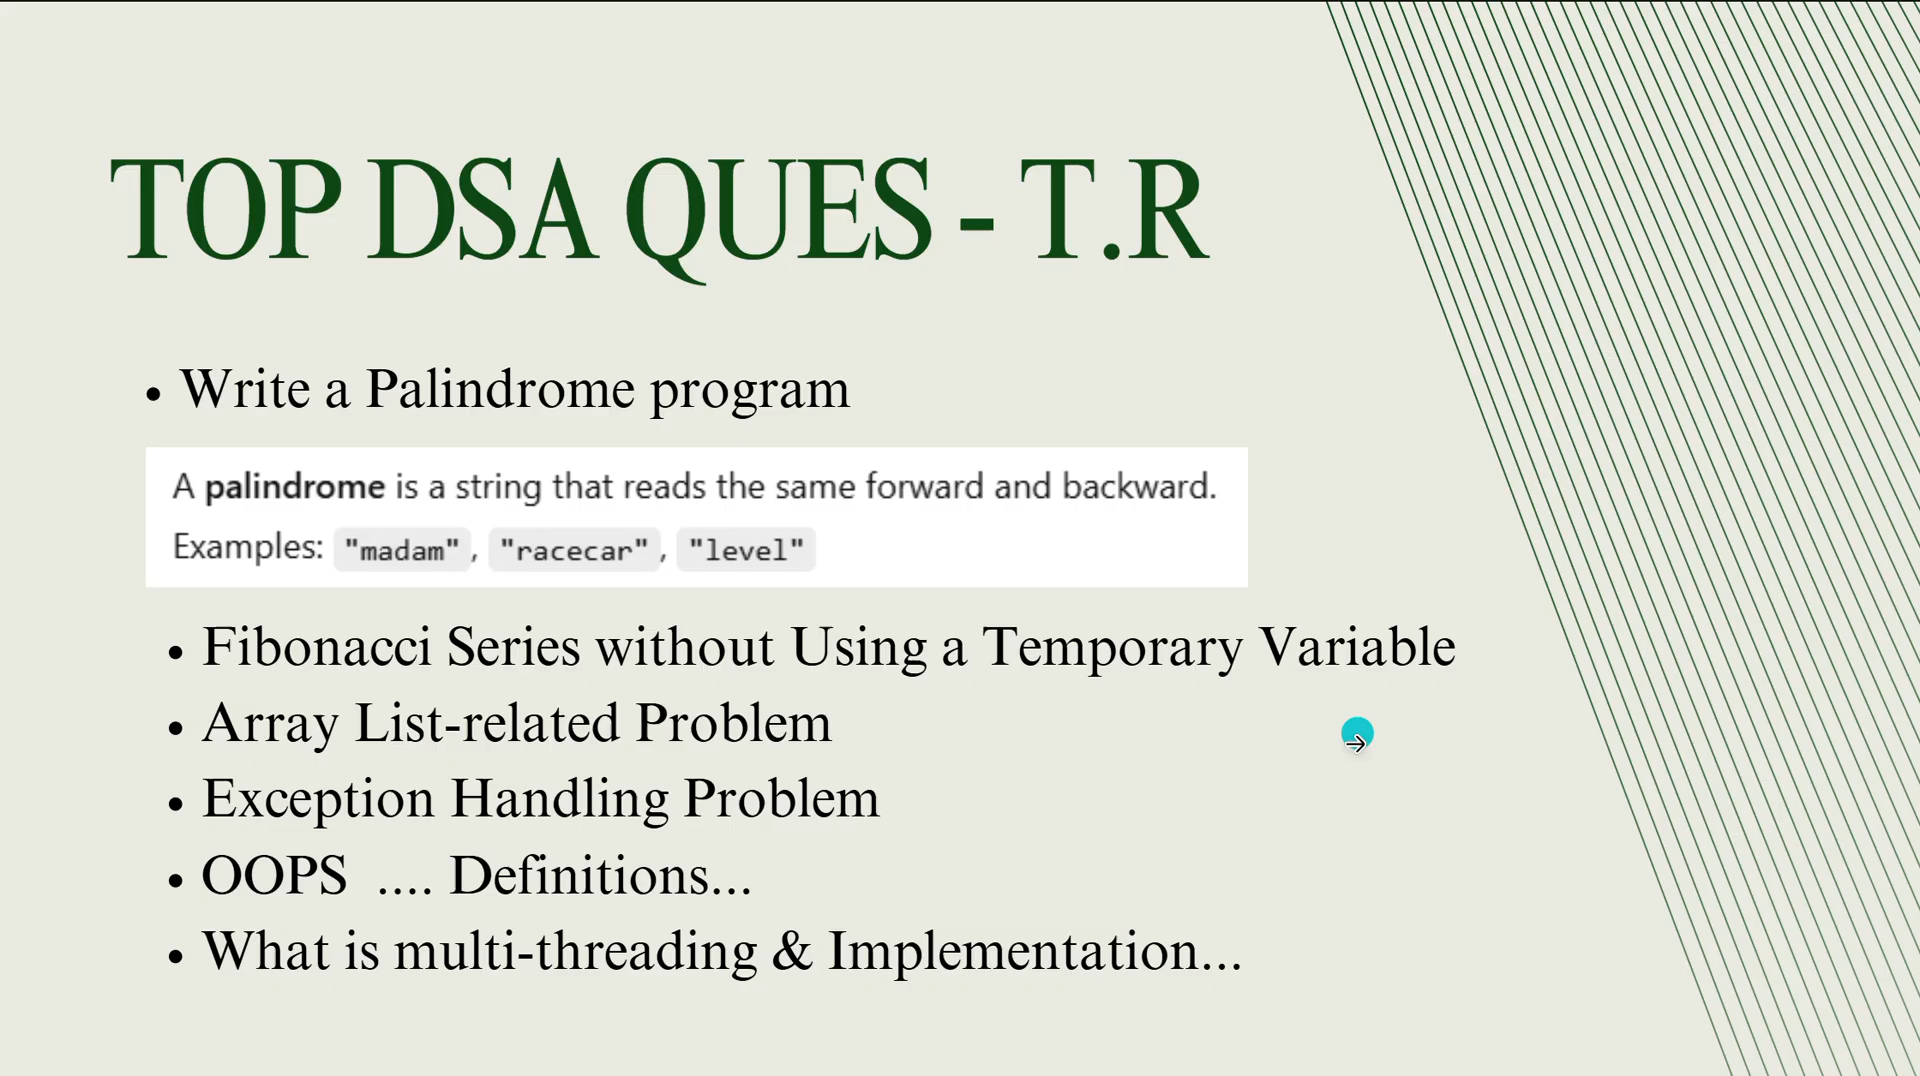 TOP DSA QUES - T.R
• Write a Palindrome program
A palindrome is a string that reads the same forward and backward.
Examples: "madam", "racecar", "level"
• Fibonacci Series without Using a Temporary Variable
• Array List-related Problem
• Exception Handling Problem
• OOPS .... Definitions...
• What is multi-threading & Implementation...